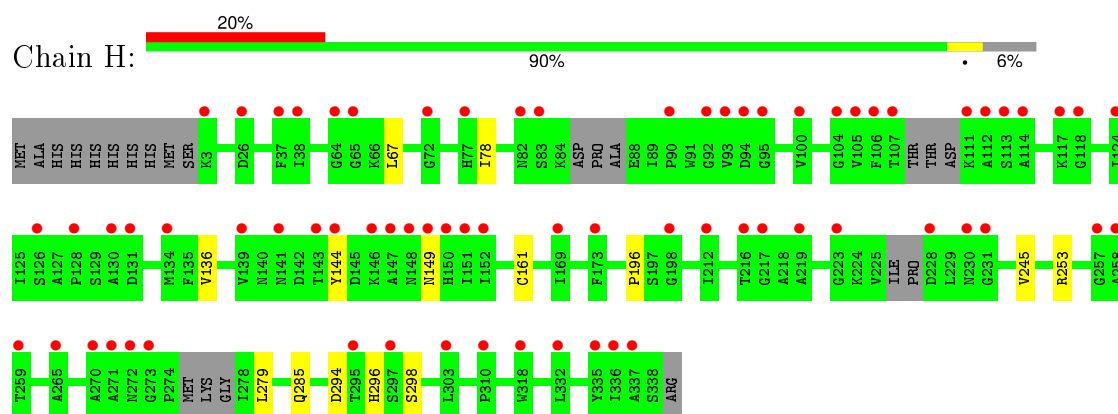 20%
Chain H:
90% • 6%
MET ALA HIS HIS HIS HIS HIS HIS MET SER K3 D26 F37 I38 G64 G65 K66 L67 G72 H77 I78 N82 S83 K84 ASP PRO ALA E88 I89 P90 W91 G92 V93 D94 G95 V100 G104 V105 F106 T107 THR THR ASP K111 A112 S113 A114 K117 G118 I124
I125 S126 A127 P128 S129 A130 D131 M134 F135 V136 V139 N140 N141 D142 T143 Y144 D145 K146 A147 N148 N149 H150 I151 I152 C161 I169 F173 P196 S197 G198 I212 T216 G217 A218 A219 G223 K224 V225 ILE PRO D228 L229 N230 G231 V245 R253 G257 A258
T259 A265 A270 A271 N272 G273 P274 MET LYS GLY I278 L279 Q285 D294 T295 H296 S297 S298 L303 P310 W318 L332 Y335 I336 A337 S338 ARG